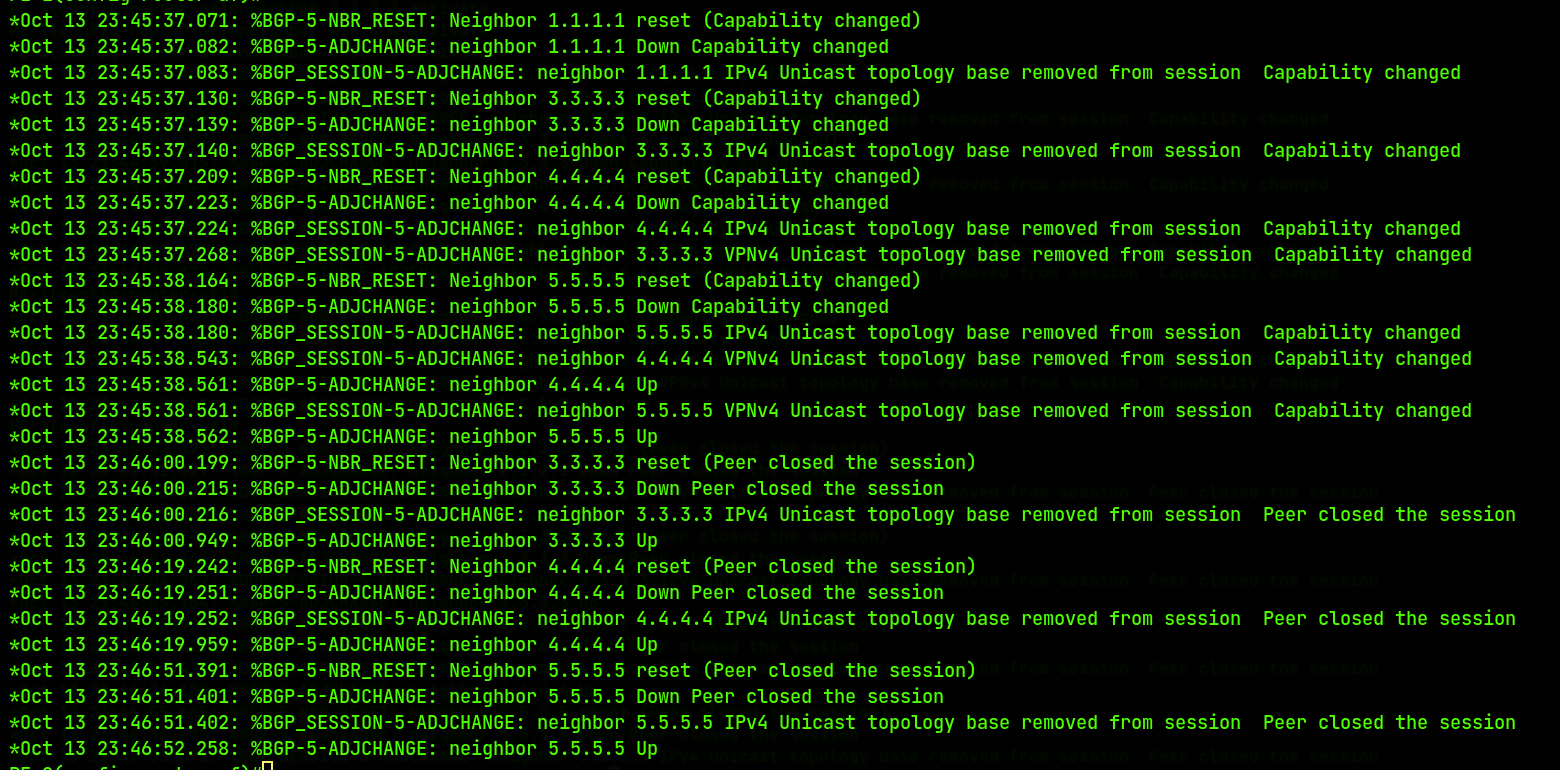 *Oct 13 23:45:37.071: %BGP-5-NBR_RESET: Neighbor 1.1.1.1 reset (Capability changed)
*Oct 13 23:45:37.082: %BGP-5-ADJCHANGE: neighbor 1.1.1.1 Down Capability changed
*Oct 13 23:45:37.083: %BGP_SESSION-5-ADJCHANGE: neighbor 1.1.1.1 IPv4 Unicast topology base removed from session  Capability changed
*Oct 13 23:45:37.130: %BGP-5-NBR_RESET: Neighbor 3.3.3.3 reset (Capability changed)
*Oct 13 23:45:37.139: %BGP-5-ADJCHANGE: neighbor 3.3.3.3 Down Capability changed
*Oct 13 23:45:37.140: %BGP_SESSION-5-ADJCHANGE: neighbor 3.3.3.3 IPv4 Unicast topology base removed from session  Capability changed
*Oct 13 23:45:37.209: %BGP-5-NBR_RESET: Neighbor 4.4.4.4 reset (Capability changed)
*Oct 13 23:45:37.223: %BGP-5-ADJCHANGE: neighbor 4.4.4.4 Down Capability changed
*Oct 13 23:45:37.224: %BGP_SESSION-5-ADJCHANGE: neighbor 4.4.4.4 IPv4 Unicast topology base removed from session  Capability changed
*Oct 13 23:45:37.268: %BGP_SESSION-5-ADJCHANGE: neighbor 3.3.3.3 VPNv4 Unicast topology base removed from session  Capability changed
*Oct 13 23:45:38.164: %BGP-5-NBR_RESET: Neighbor 5.5.5.5 reset (Capability changed)
*Oct 13 23:45:38.180: %BGP-5-ADJCHANGE: neighbor 5.5.5.5 Down Capability changed
*Oct 13 23:45:38.180: %BGP_SESSION-5-ADJCHANGE: neighbor 5.5.5.5 IPv4 Unicast topology base removed from session  Capability changed
*Oct 13 23:45:38.543: %BGP_SESSION-5-ADJCHANGE: neighbor 4.4.4.4 VPNv4 Unicast topology base removed from session  Capability changed
*Oct 13 23:45:38.561: %BGP-5-ADJCHANGE: neighbor 4.4.4.4 Up
*Oct 13 23:45:38.561: %BGP_SESSION-5-ADJCHANGE: neighbor 5.5.5.5 VPNv4 Unicast topology base removed from session  Capability changed
*Oct 13 23:45:38.562: %BGP-5-ADJCHANGE: neighbor 5.5.5.5 Up
*Oct 13 23:46:00.199: %BGP-5-NBR_RESET: Neighbor 3.3.3.3 reset (Peer closed the session)
*Oct 13 23:46:00.215: %BGP-5-ADJCHANGE: neighbor 3.3.3.3 Down Peer closed the session
*Oct 13 23:46:00.216: %BGP_SESSION-5-ADJCHANGE: neighbor 3.3.3.3 IPv4 Unicast topology base removed from session  Peer closed the session
*Oct 13 23:46:00.949: %BGP-5-ADJCHANGE: neighbor 3.3.3.3 Up
*Oct 13 23:46:19.242: %BGP-5-NBR_RESET: Neighbor 4.4.4.4 reset (Peer closed the session)
*Oct 13 23:46:19.251: %BGP-5-ADJCHANGE: neighbor 4.4.4.4 Down Peer closed the session
*Oct 13 23:46:19.252: %BGP_SESSION-5-ADJCHANGE: neighbor 4.4.4.4 IPv4 Unicast topology base removed from session  Peer closed the session
*Oct 13 23:46:19.959: %BGP-5-ADJCHANGE: neighbor 4.4.4.4 Up
*Oct 13 23:46:51.391: %BGP-5-NBR_RESET: Neighbor 5.5.5.5 reset (Peer closed the session)
*Oct 13 23:46:51.401: %BGP-5-ADJCHANGE: neighbor 5.5.5.5 Down Peer closed the session
*Oct 13 23:46:51.402: %BGP_SESSION-5-ADJCHANGE: neighbor 5.5.5.5 IPv4 Unicast topology base removed from session  Peer closed the session
*Oct 13 23:46:52.258: %BGP-5-ADJCHANGE: neighbor 5.5.5.5 Up